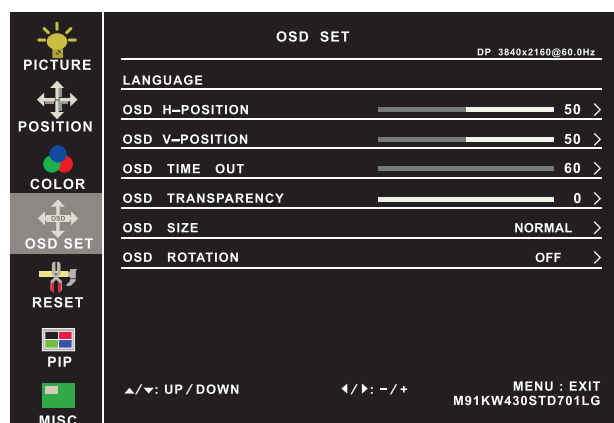 OSD SET
DP 3840x2160@60.0Hz
PICTURE
POSITION
COLOR
OSD
OSD SET
RESET
PIP
MISC
LANGUAGE
OSD H–POSITION 50 >
OSD V–POSITION 50 >
OSD TIME OUT 60 >
OSD TRANSPARENCY 0 >
OSD SIZE NORMAL >
OSD ROTATION OFF >
▲/▼: UP / DOWN ◀/▶: – / + MENU : EXIT
M91KW430STD701LG